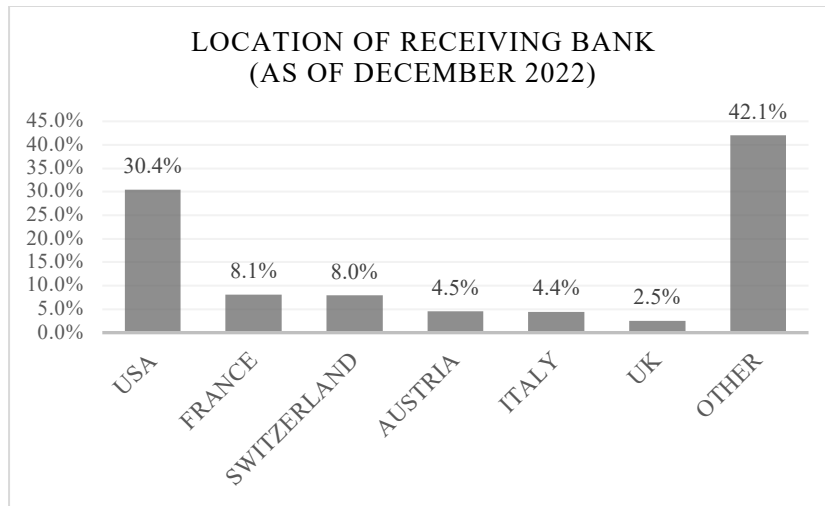 LOCATION OF RECEIVING BANK
(AS OF DECEMBER 2022)
45.0%
40.0%
35.0%
30.0%
25.0%
20.0%
15.0%
10.0%
5.0%
0.0%
30.4%
8.1%
8.0%
4.5%
4.4%
2.5%
42.1%
USA
FRANCE
SWITZERLAND
AUSTRIA
ITALY
UK
OTHER